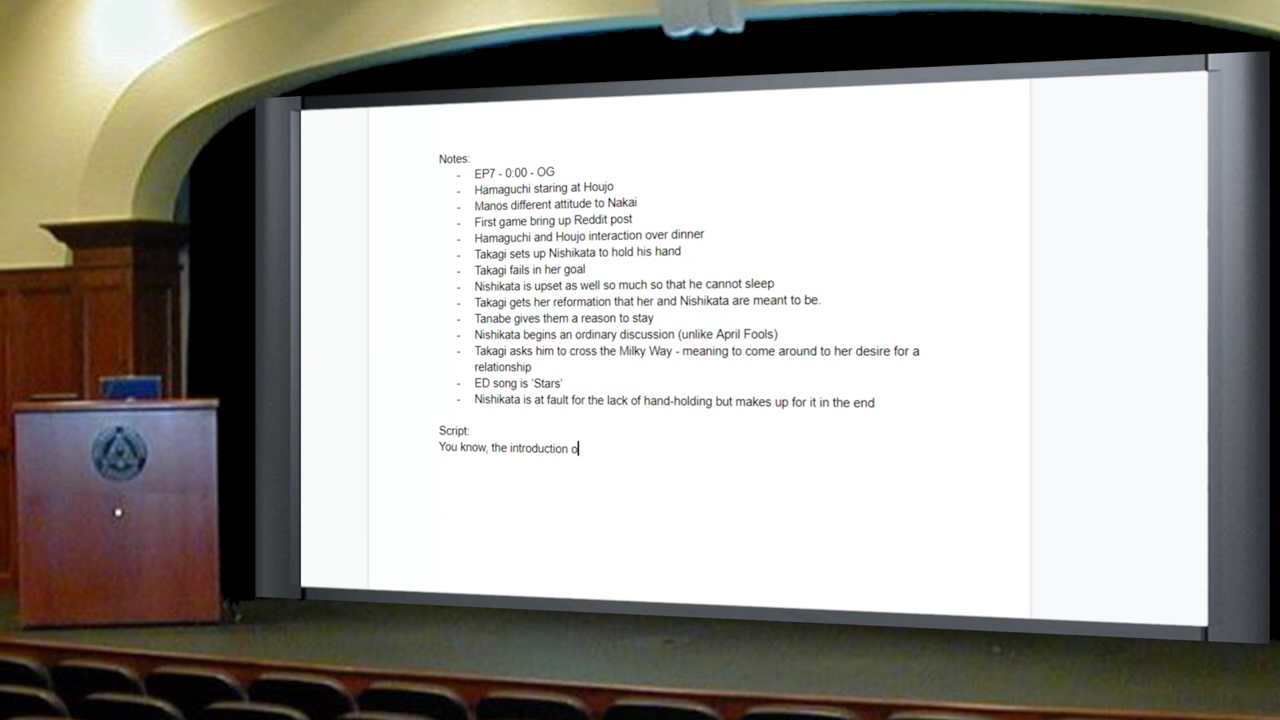 Notes:
- EP7 - 0:00 - OG
- Hamaguchi staring at Houjo
- Manos different attitude to Nakai
- First game bring up Reddit post
- Hamaguchi and Houjo interaction over dinner
- Takagi sets up Nishikata to hold his hand
- Takagi fails in her goal
- Nishikata is upset as well so much so that he cannot sleep
- Takagi gets her reformation that her and Nishikata are meant to be.
- Tanabe gives them a reason to stay
- Nishikata begins an ordinary discussion (unlike April Fools)
- Takagi asks him to cross the Milky Way - meaning to come around to her desire for a
relationship
- ED song is 'Stars'
- Nishikata is at fault for the lack of hand-holding but makes up for it in the end
Script:
You know, the introduction o